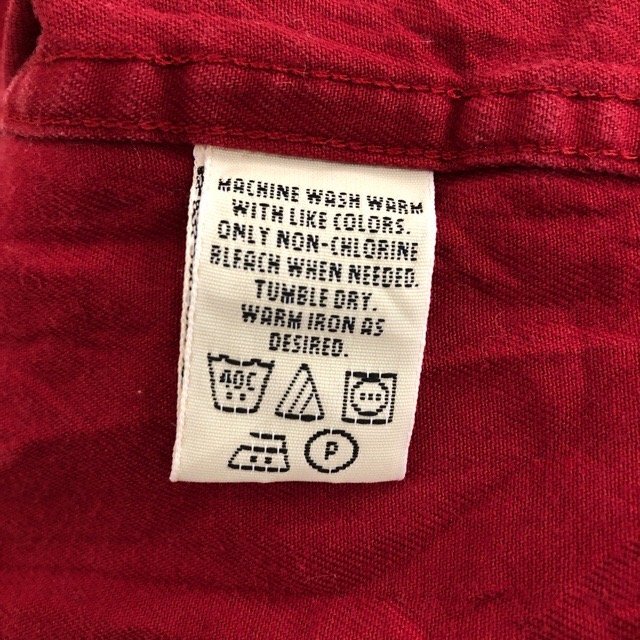 MACHINE WASH WARM
WITH LIKE COLORS.
ONLY NON-CHLORINE
BLEACH WHEN NEEDED.
TUMBLE DRY.
WARM IRON AS
DESIRED.
40C
P